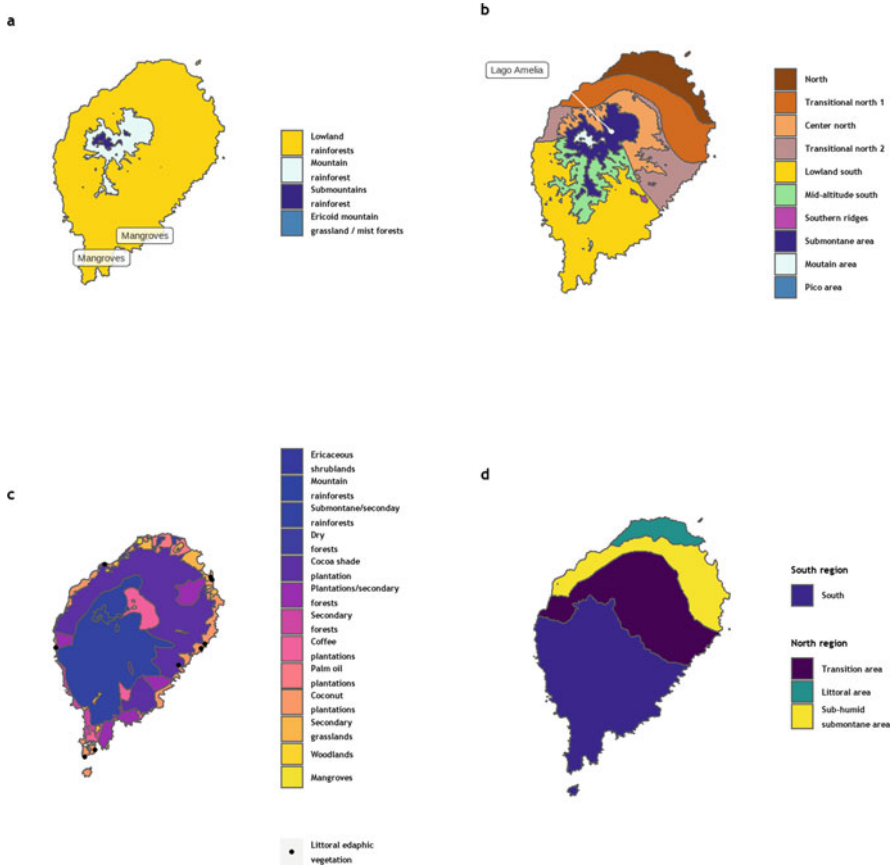 a
Lowland
rainforests
Mountain
rainforest
Submountains
rainforest
Ericoid mountain
grassland / mist forests
Mangroves
Mangroves
b
Lago Amelia
North
Transitional north 1
Center north
Transitional north 2
Lowland south
Mid-altitude south
Southern ridges
Submontane area
Moutain area
Pico area
c
Ericaceous
shrublands
Mountain
rainforests
Submontane/seconday
rainforests
Dry
forests
Cocoa shade
plantation
Plantations/secondary
forests
Secondary
forests
Coffee
plantations
Palm oil
plantations
Coconut
plantations
Secondary
grasslands
Woodlands
Mangroves
Littoral edaphic
vegetation
d
South region
South
North region
Transition area
Littoral area
Sub-humid
submontane area